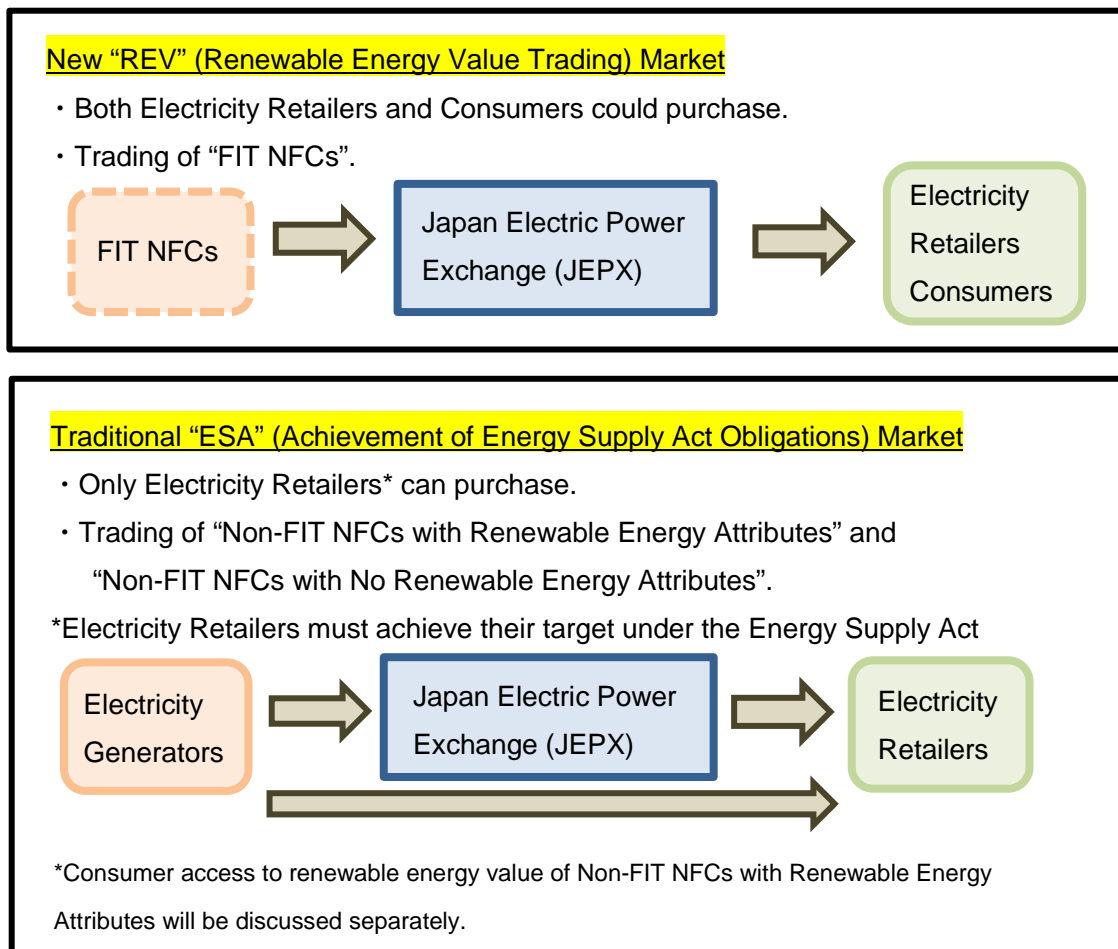 New “REV” (Renewable Energy Value Trading) Market
・Both Electricity Retailers and Consumers could purchase.
・Trading of “FIT NFCs”.
FIT NFCs
Japan Electric Power
Exchange (JEPX)
Electricity
Retailers
Consumers
Traditional “ESA” (Achievement of Energy Supply Act Obligations) Market
・Only Electricity Retailers* can purchase.
・Trading of “Non-FIT NFCs with Renewable Energy Attributes” and
“Non-FIT NFCs with No Renewable Energy Attributes”.
*Electricity Retailers must achieve their target under the Energy Supply Act
Electricity
Generators
Japan Electric Power
Exchange (JEPX)
Electricity
Retailers
*Consumer access to renewable energy value of Non-FIT NFCs with Renewable Energy
Attributes will be discussed separately.